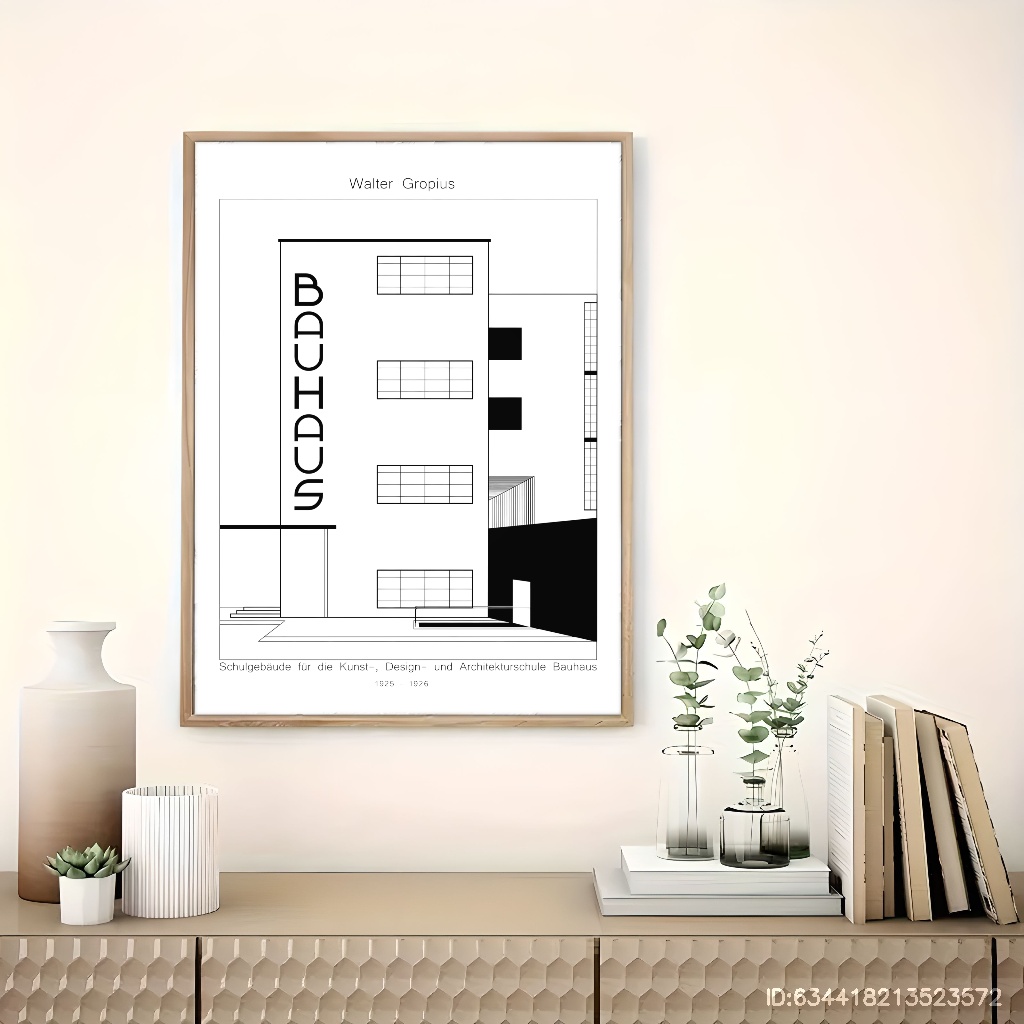 Walter Gropius
BAUHAUS
Schulgebäude für die Kunst-, Design- und Architekturschule Bauhaus
1925 1926
ID:634418213523572